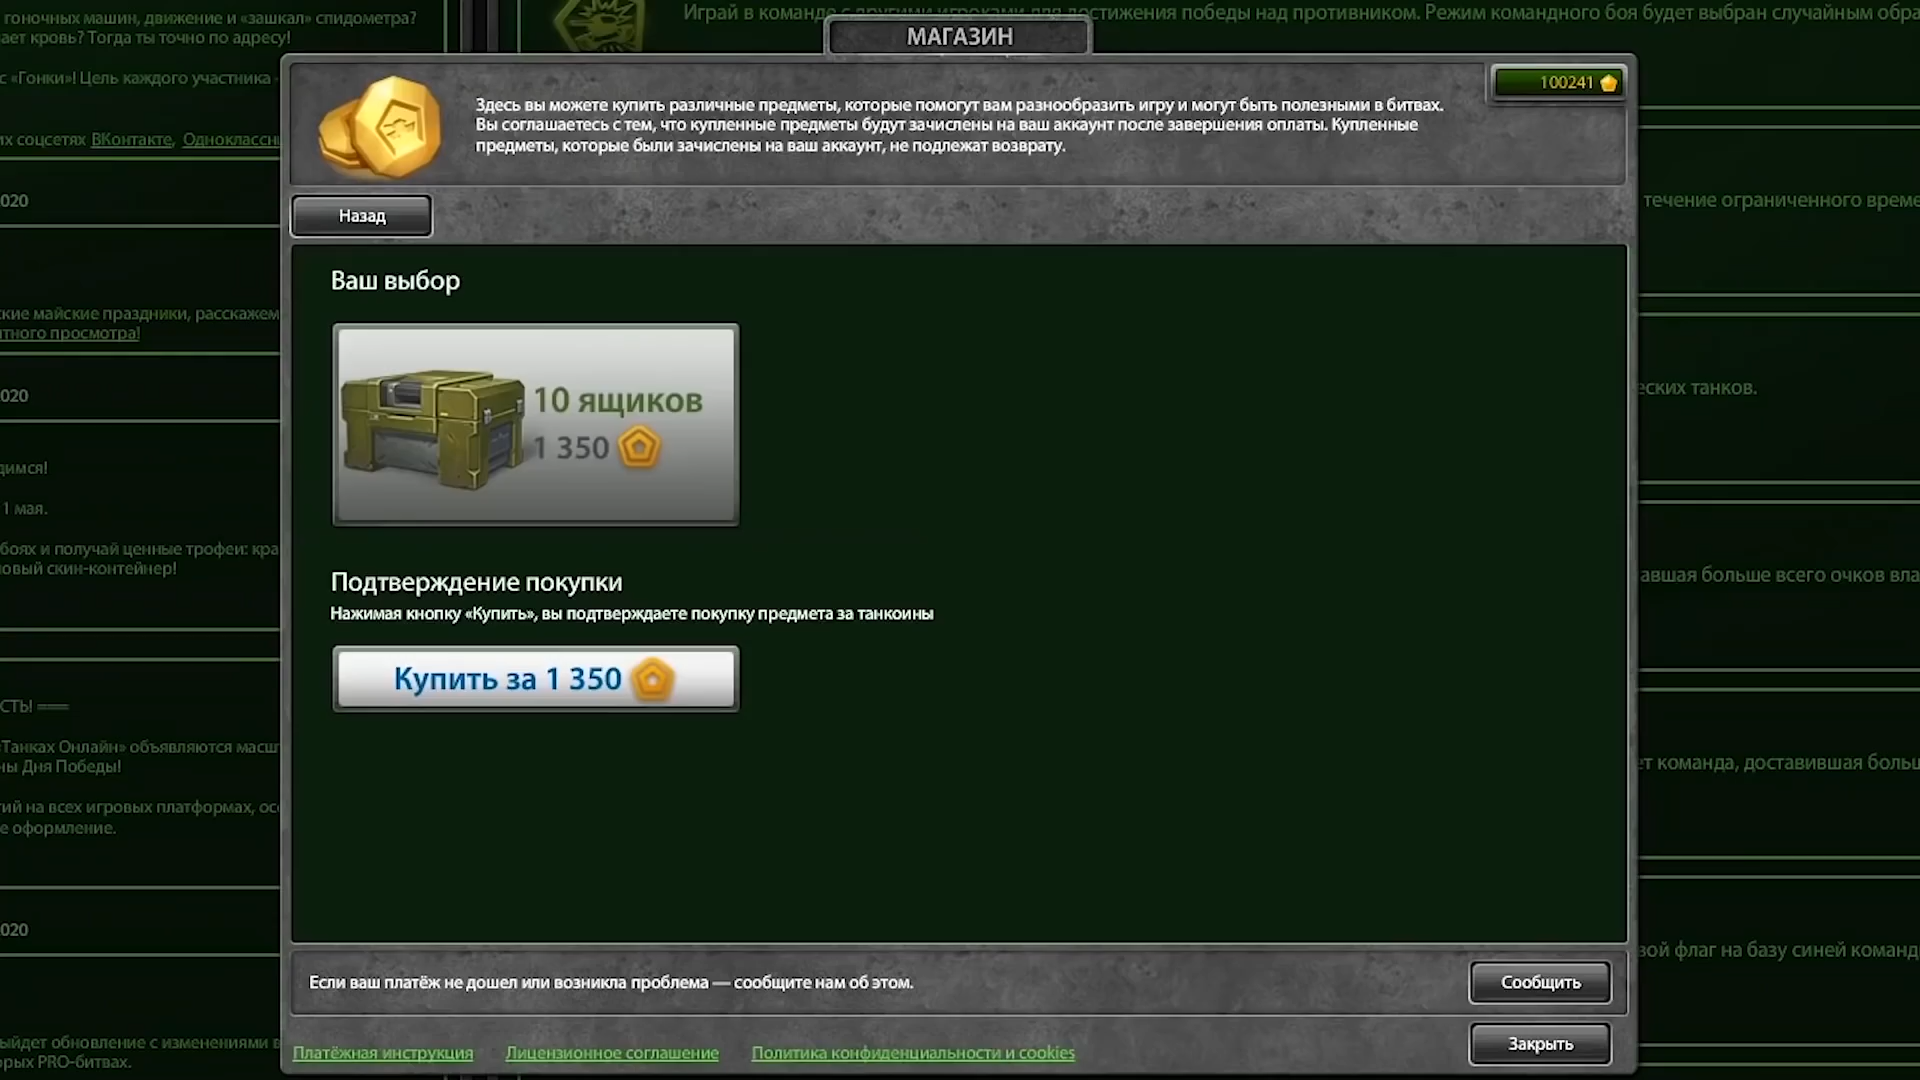 гоночных машин, движение и «зашкал» спидометра?
ает кровь? Тогда ты точно по адресу!
с «Гонки»! Цель каждого участника -
их соцсетях ВКонтакте, Одноклассни
020
ские майские праздники, расскажем
тного просмотра!
020
димся!
1 мая.
боях и получай ценные трофеи: кра
овый скин-контейнер!
СТЬ! ===
«Танках Онлайн» объявляются масш
ны Дня Победы!
тий на всех игровых платформах, осо
е оформление.
020
ыйдет обновление с изменениями в
орых PRO-битвах.
Играй в команде с другими игроками для достижения победы над противником. Режим командного боя будет выбран случайным обра
МАГАЗИН
100241
Здесь вы можете купить различные предметы, которые помогут вам разнообразить игру и могут быть полезными в битвах.
Вы соглашаетесь с тем, что купленные предметы будут зачислены на ваш аккаунт после завершения оплаты. Купленные
предметы, которые были зачислены на ваш аккаунт, не подлежат возврату.
Назад
Ваш выбор
10 ящиков
1 350
Подтверждение покупки
Нажимая кнопку «Купить», вы подтверждаете покупку предмета за танкоины
Купить за 1 350
Если ваш платёж не дошел или возникла проблема — сообщите нам об этом.
Сообщить
Платёжная инструкция
Лицензионное соглашение
Политика конфиденциальности и cookies
Закрыть
течение ограниченного време
еских танков.
авшая больше всего очков вла
ет команда, доставившая больш
вой флаг на базу синей команд